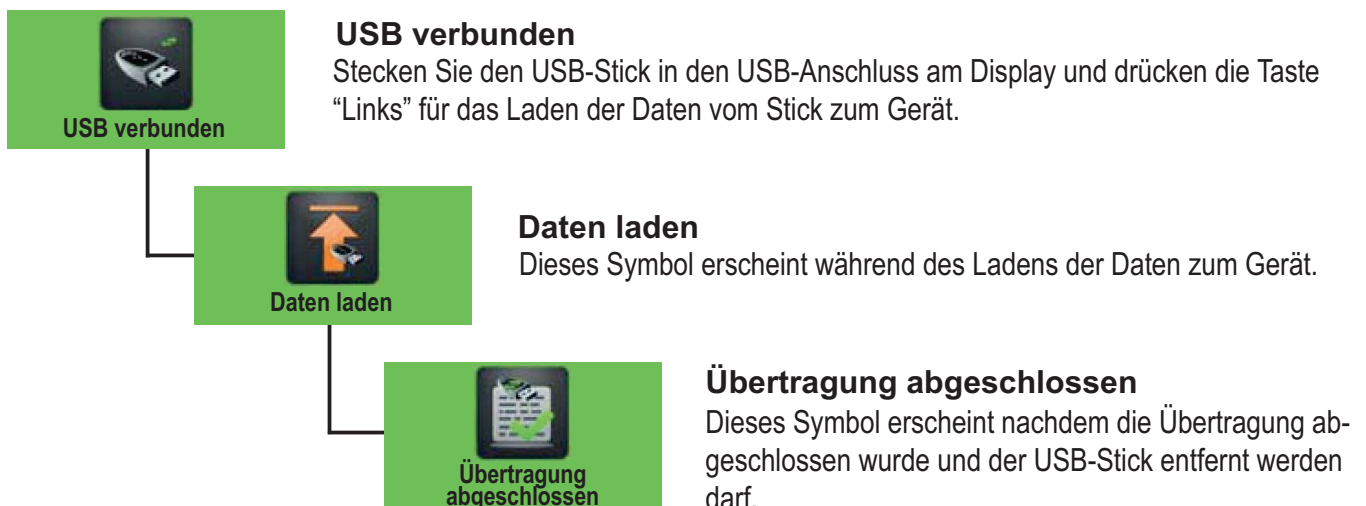 USB verbunden
USB verbunden
Stecken Sie den USB-Stick in den USB-Anschluss am Display und drücken die Taste
“Links” für das Laden der Daten vom Stick zum Gerät.
Daten laden
Daten laden
Dieses Symbol erscheint während des Ladens der Daten zum Gerät.
Übertragung
abgeschlossen
Übertragung abgeschlossen
Dieses Symbol erscheint nachdem die Übertragung ab-
geschlossen wurde und der USB-Stick entfernt werden
darf.